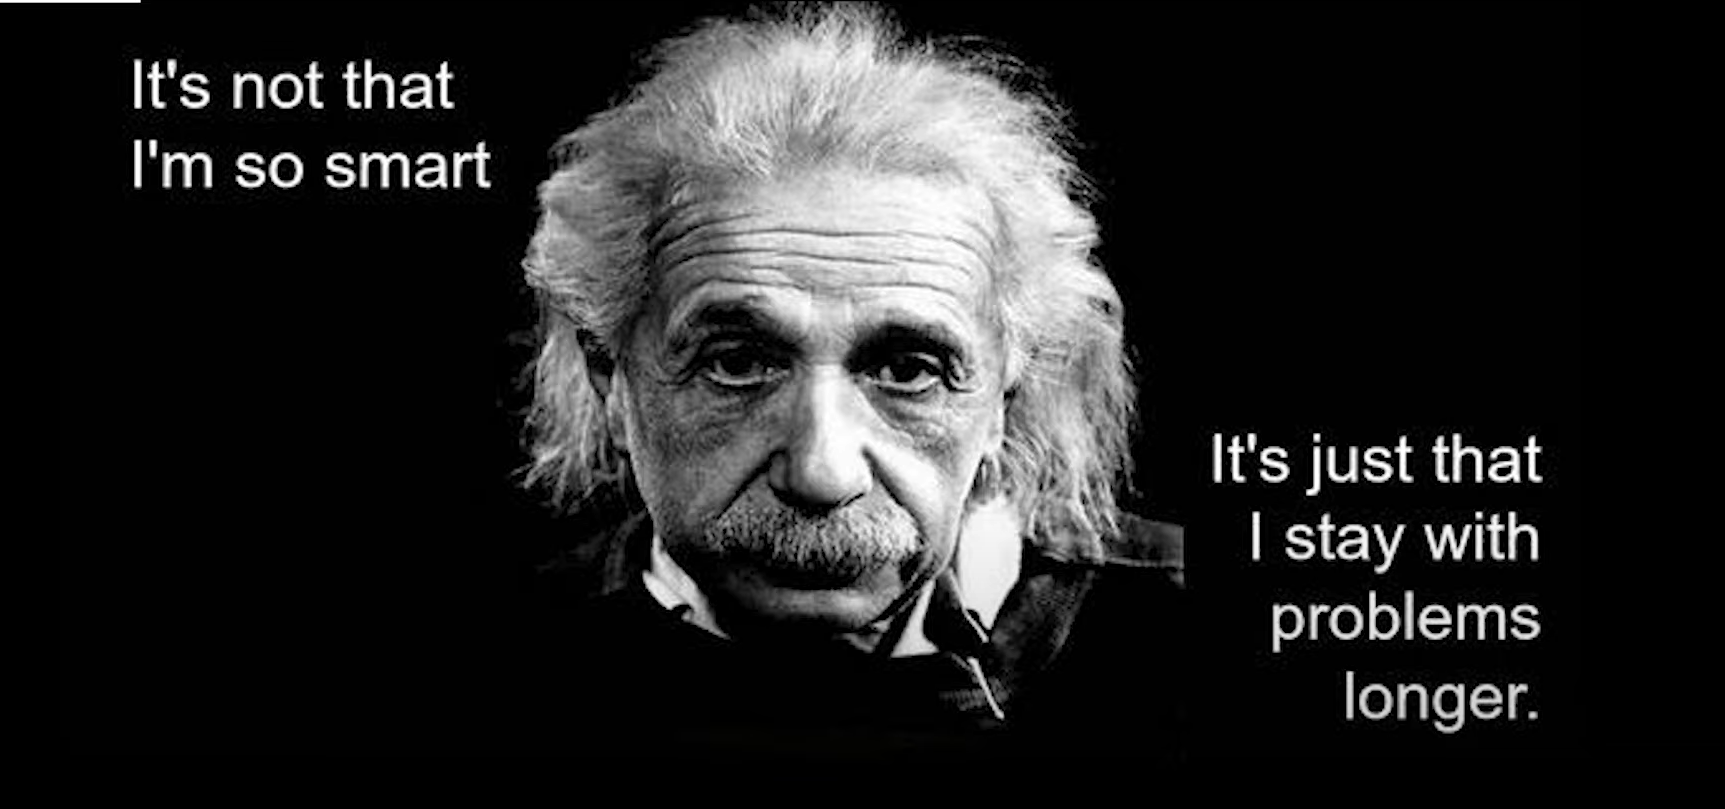 It's not that
I'm so smart
It's just that
I stay with
problems
longer.